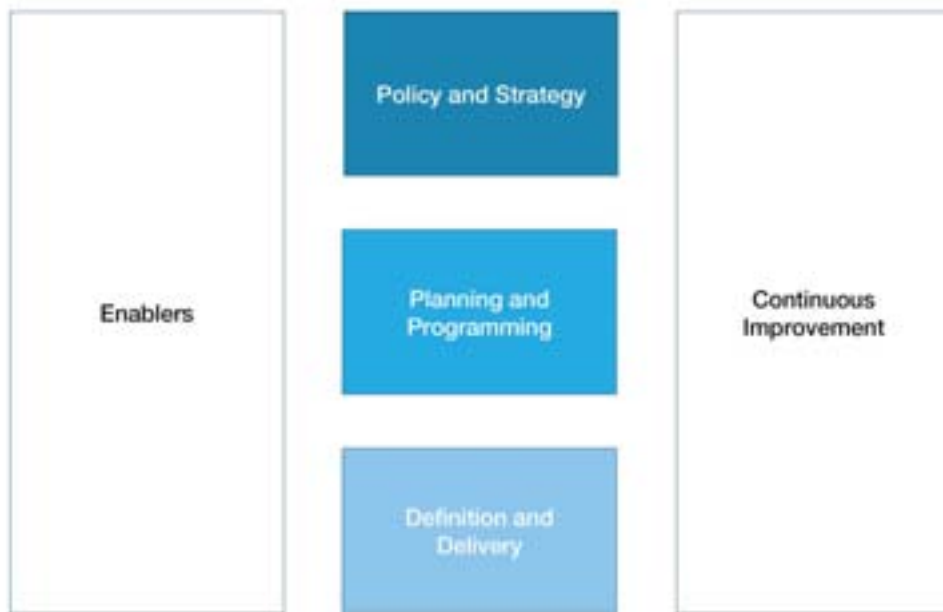 Policy and Strategy
Enablers
Planning and
Programming
Continuous
Improvement
Definition and
Delivery